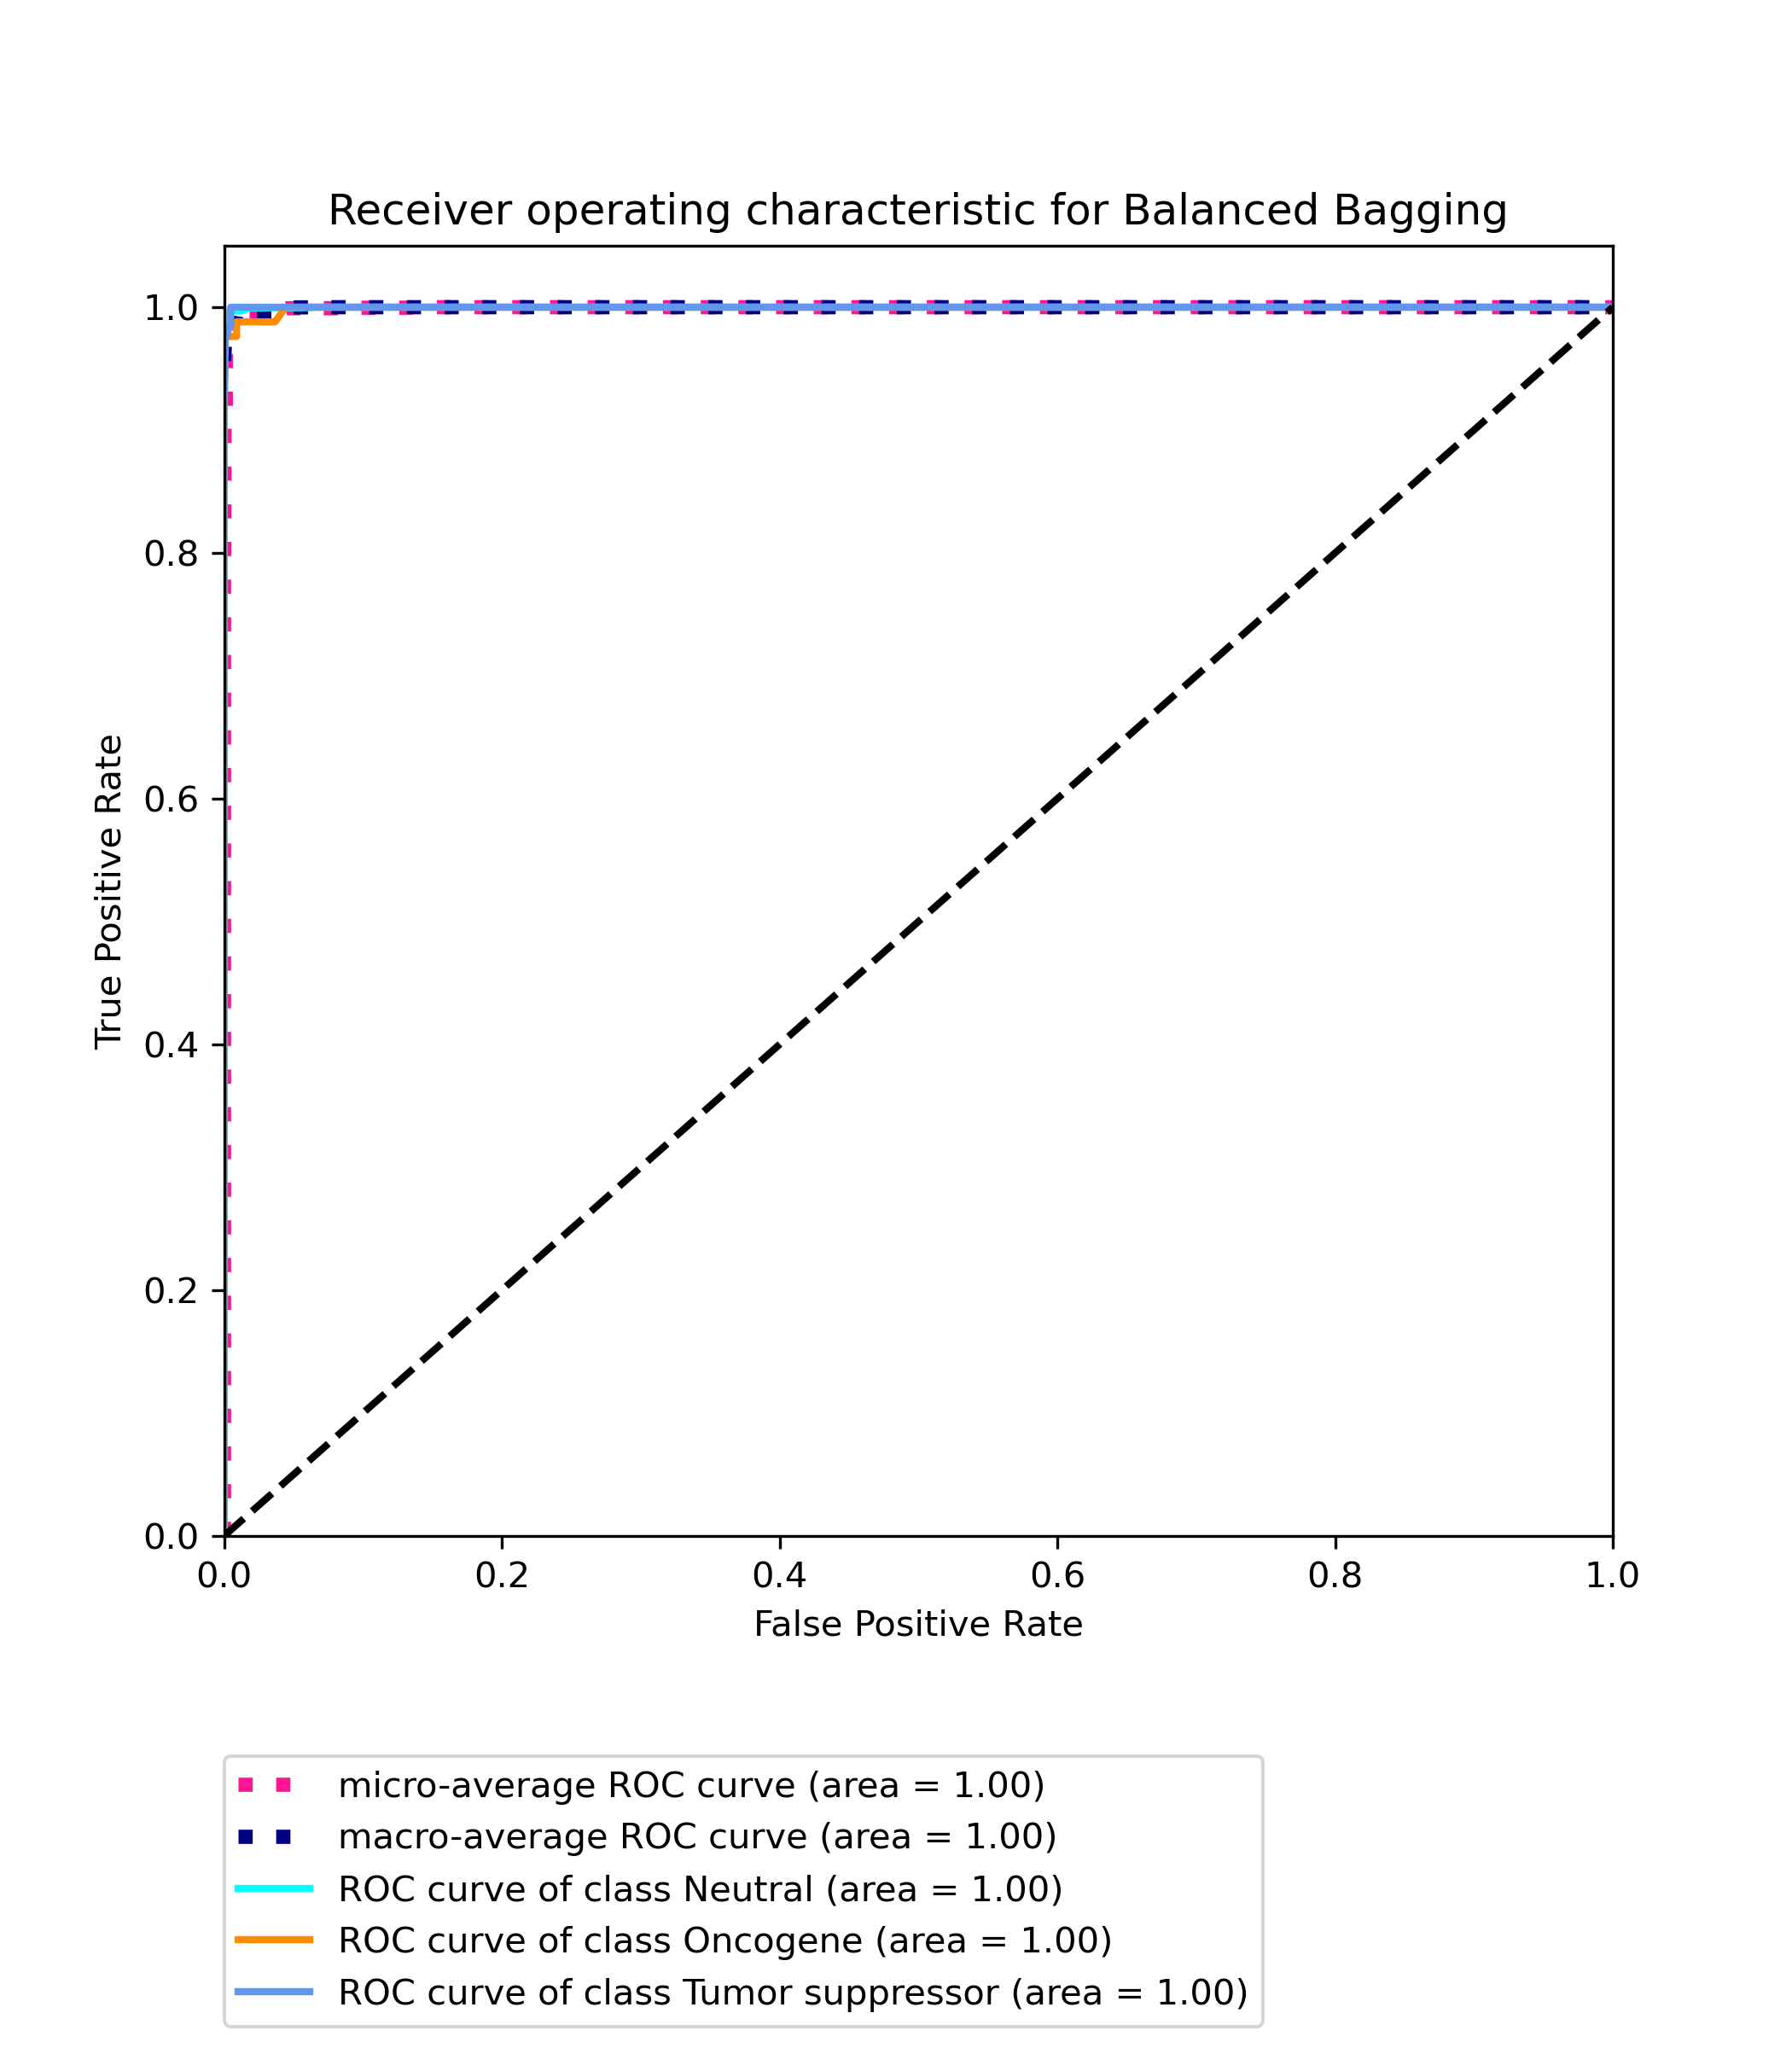 Receiver operating characteristic for Balanced Bagging
1.0
0.8
0.6
0.4
0.2
0.0
True Positive Rate
0.0 0.2 0.4 0.6 0.8 1.0
False Positive Rate
micro-average ROC curve (area = 1.00)
macro-average ROC curve (area = 1.00)
ROC curve of class Neutral (area = 1.00)
ROC curve of class Oncogene (area = 1.00)
ROC curve of class Tumor suppressor (area = 1.00)